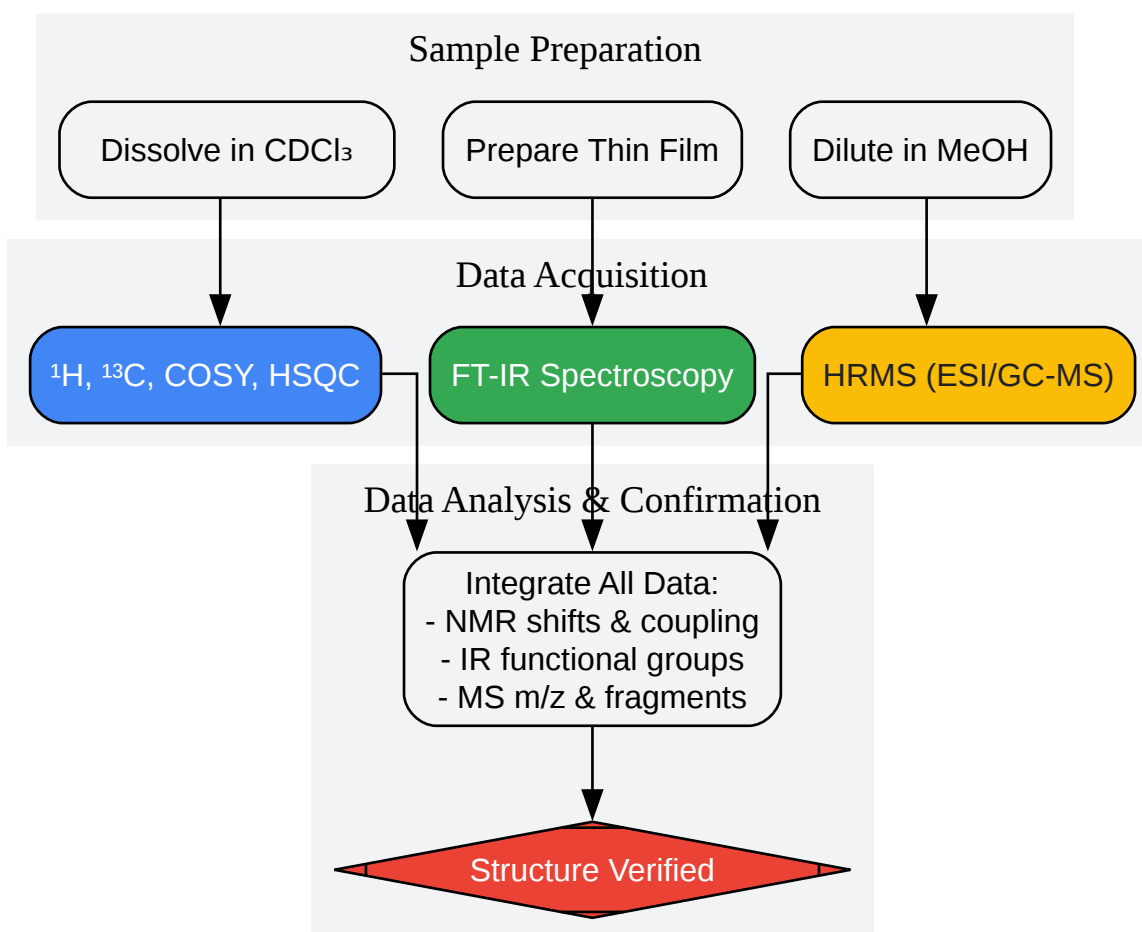 Sample Preparation
Dissolve in CDCl₃
Prepare Thin Film
Dilute in MeOH
Data Acquisition
¹H, ¹³C, COSY, HSQC
FT-IR Spectroscopy
HRMS (ESI/GC-MS)
Data Analysis & Confirmation
Integrate All Data:
- NMR shifts & coupling
- IR functional groups
- MS m/z & fragments
Structure Verified